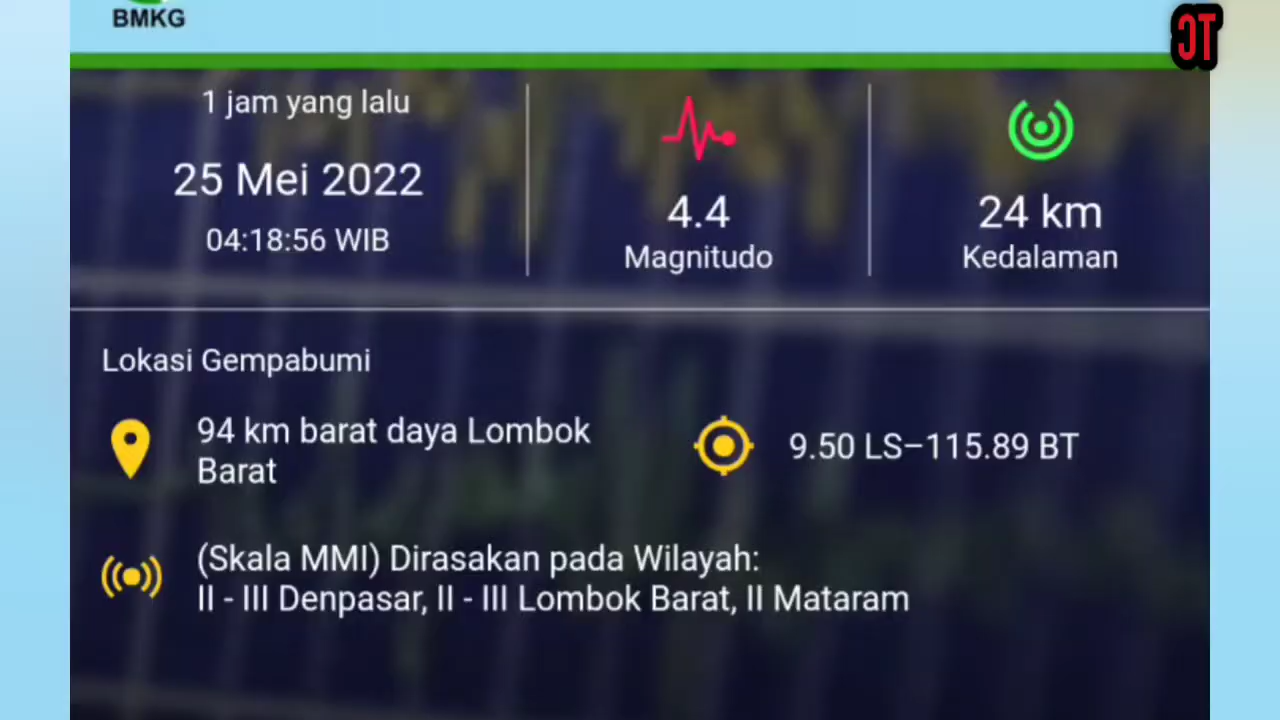 BMKG
ƆT
1 jam yang lalu
25 Mei 2022
04:18:56 WIB
4.4
Magnitudo
24 km
Kedalaman
Lokasi Gempabumi
94 km barat daya Lombok
Barat
9.50 LS–115.89 BT
(Skala MMI) Dirasakan pada Wilayah:
II - III Denpasar, II - III Lombok Barat, II Mataram